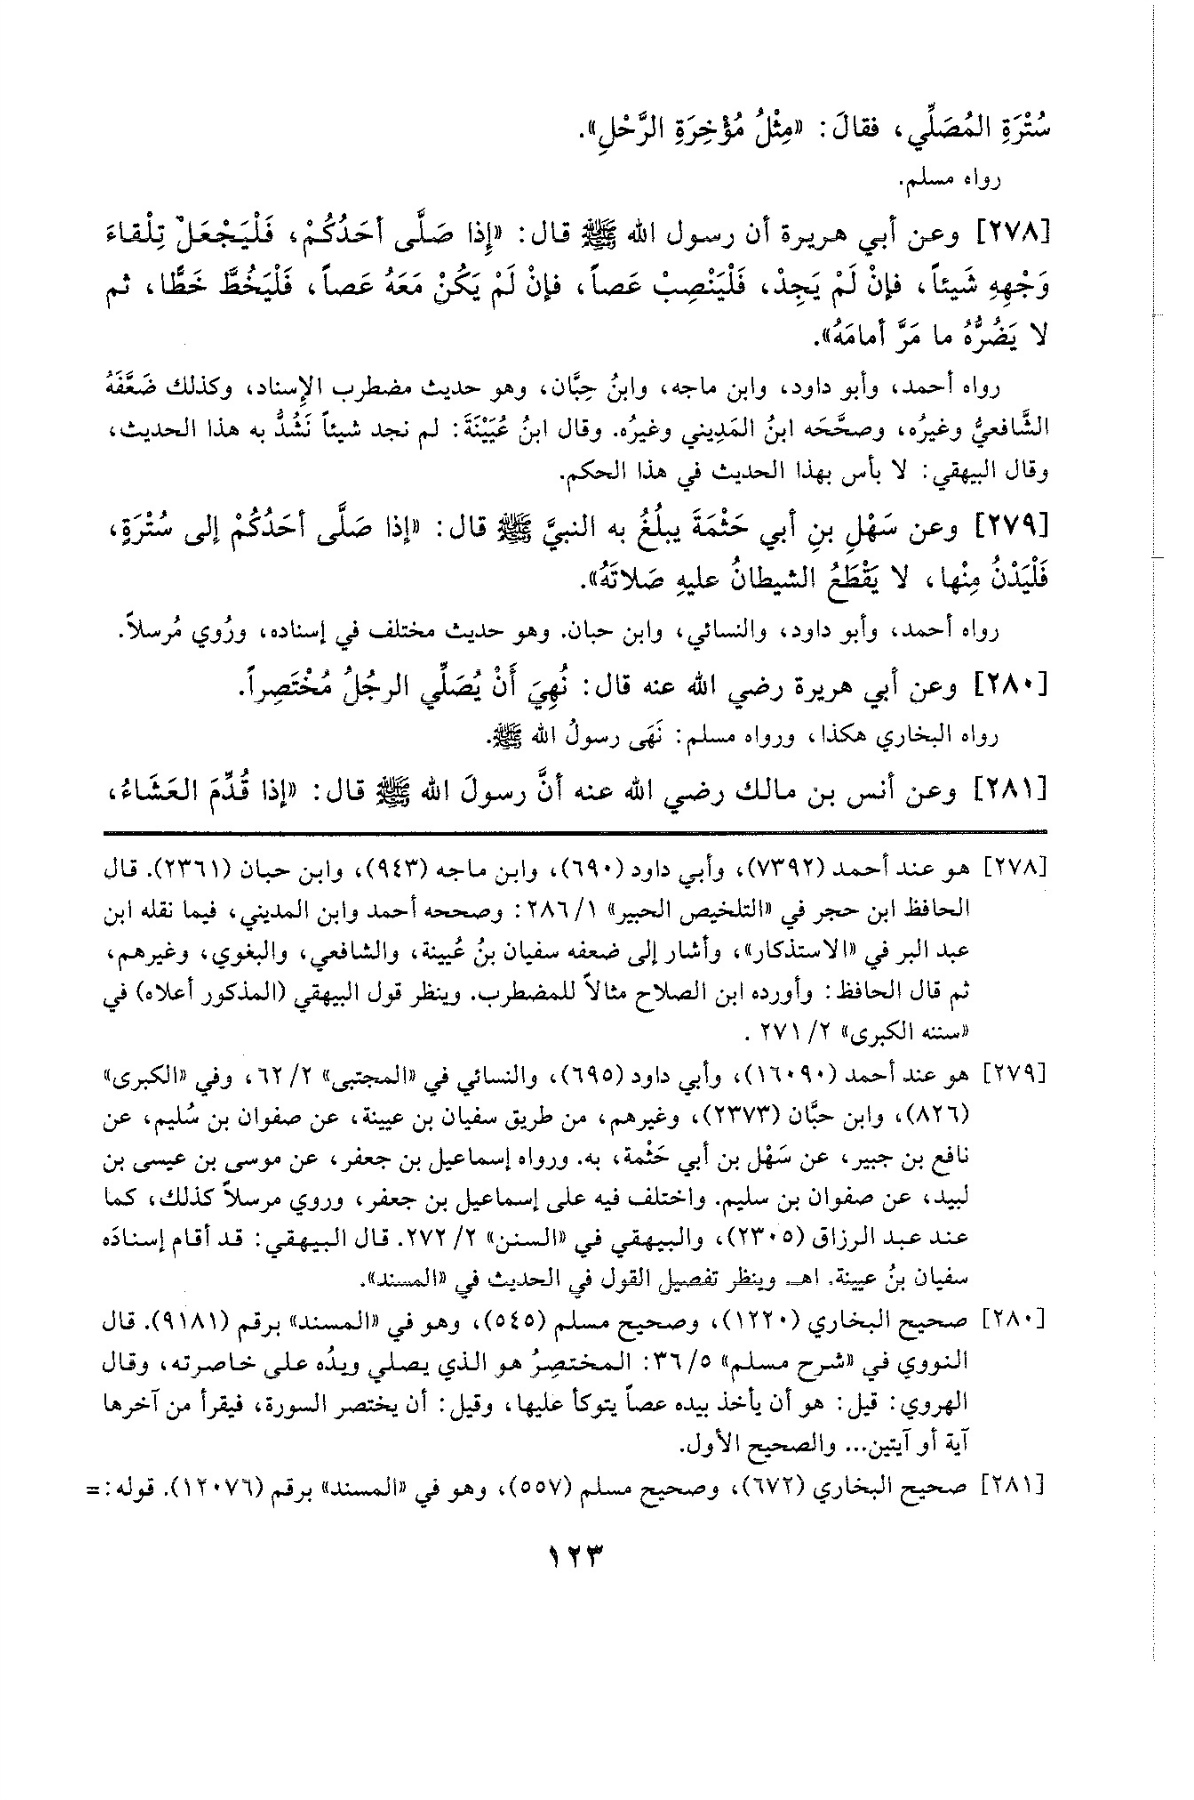 سُتْرَةِ المُصَلِّي، فقالَ: «مِثْلُ مُؤْخِرَةِ الرَّحْلِ».
رواه مسلم.
[٢٧٨] وعن أبي هريرة أن رسول الله ﷺ قال: «إِذا صَلَّى أحَدُكُمْ، فَلْيَجْعَلْ تِلْقاءَ
وَجْهِهِ شَيئاً، فإنْ لَمْ يَجِدْ، فَلْيَنْصِبْ عَصاً، فإنْ لَمْ يَكُنْ مَعَهُ عَصاً، فَلْيَخُطَّ خَطًّا، ثم
لا يَضُرُّهُ ما مَرَّ أمامَهُ».
رواه أحمد، وأبو داود، وابن ماجه، وابنُ حِبَّان، وهو حديث مضطرب الإِسناد، وكذلك ضَعَّفَهُ
الشَّافعيُّ وغيرُه، وصحَّحَه ابنُ المَدِيني وغيرُه. وقال ابنُ عُيَيْنَةَ: لم نجد شيئاً نَشُدُّ به هذا الحديث،
وقال البيهقي: لا بأس بهذا الحديث في هذا الحكم.
[٢٧٩] وعن سَهْلِ بنِ أبي حَثْمَةَ يبلُغُ به النبيَّ ﷺ قال: «إذا صَلَّى أحَدُكُمْ إلى سُتْرَةٍ،
فَلْيَدْنُ مِنْها، لا يَقْطَعُ الشيطانُ عليهِ صَلاتَهُ».
رواه أحمد، وأبو داود، والنسائي، وابن حبان. وهو حديث مختلف في إسناده، ورُوي مُرسلاً.
[٢٨٠] وعن أبي هريرة رضي الله عنه قال: نُهِيَ أَنْ يُصَلِّي الرجُلُ مُخْتَصِراً.
رواه البخاري هكذا، ورواه مسلم: نَهَى رسولُ الله ﷺ.
[٢٨١] وعن أنس بن مالك رضي الله عنه أنَّ رسولَ الله ﷺ قال: «إذا قُدِّمَ العَشَاءُ،
[٢٧٨] هو عند أحمد (٧٣٩٢)، وأبي داود (٦٩٠)، وابن ماجه (٩٤٣)، وابن حبان (٢٣٦١). قال
الحافظ ابن حجر في «التلخيص الحبير» ١/ ٢٨٦: وصححه أحمد وابن المديني، فيما نقله ابن
عبد البر في «الاستذكار»، وأشار إلى ضعفه سفيان بنُ عُيينة، والشافعي، والبغوي، وغيرهم،
ثم قال الحافظ: وأورده ابن الصلاح مثالاً للمضطرب. وينظر قول البيهقي (المذكور أعلاه) في
«سننه الكبرى» ٢/ ٢٧١ .
[٢٧٩] هو عند أحمد (١٦٠٩٠)، وأبي داود (٦٩٥)، والنسائي في «المجتبى» ٢/ ٦٢، وفي «الكبرى»
(٨٢٦)، وابن حبَّان (٢٣٧٣)، وغيرهم، من طريق سفيان بن عيينة، عن صفوان بن سُليم، عن
نافع بن جبير، عن سَهْل بن أبي حَثْمة، به. ورواه إسماعيل بن جعفر، عن موسى بن عيسى بن
لبيد، عن صفوان بن سليم. واختلف فيه على إسماعيل بن جعفر، وروي مرسلاً كذلك، كما
عند عبد الرزاق (٢٣٠٥)، والبيهقي في «السنن» ٢/ ٢٧٢. قال البيهقي: قد أقام إسنادَه
سفيان بنُ عيينة. اهـ. وينظر تفصيل القول في الحديث في «المسند».
[٢٨٠] صحيح البخاري (١٢٢٠)، وصحيح مسلم (٥٤٥)، وهو في «المسند» برقم (٩١٨١). قال
النووي في «شرح مسلم» ٥/ ٣٦: المختصِرُ هو الذي يصلي ويدُه على خاصرته، وقال
الهروي: قيل: هو أن يأخذ بيده عصاً يتوكأ عليها، وقيل: أن يختصر السورة، فيقرأ من آخرها
آية أو آيتين... والصحيح الأول.
[٢٨١] صحيح البخاري (٦٧٢)، وصحيح مسلم (٥٥٧)، وهو في «المسند» برقم (١٢٠٧٦). قوله: =
١٢٣